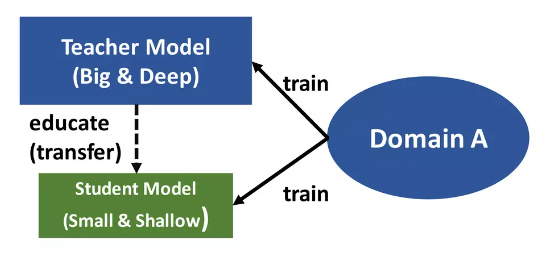 Teacher Model
(Big & Deep)
train
educate
(transfer)
Domain A
Student Model
(Small & Shallow)
train